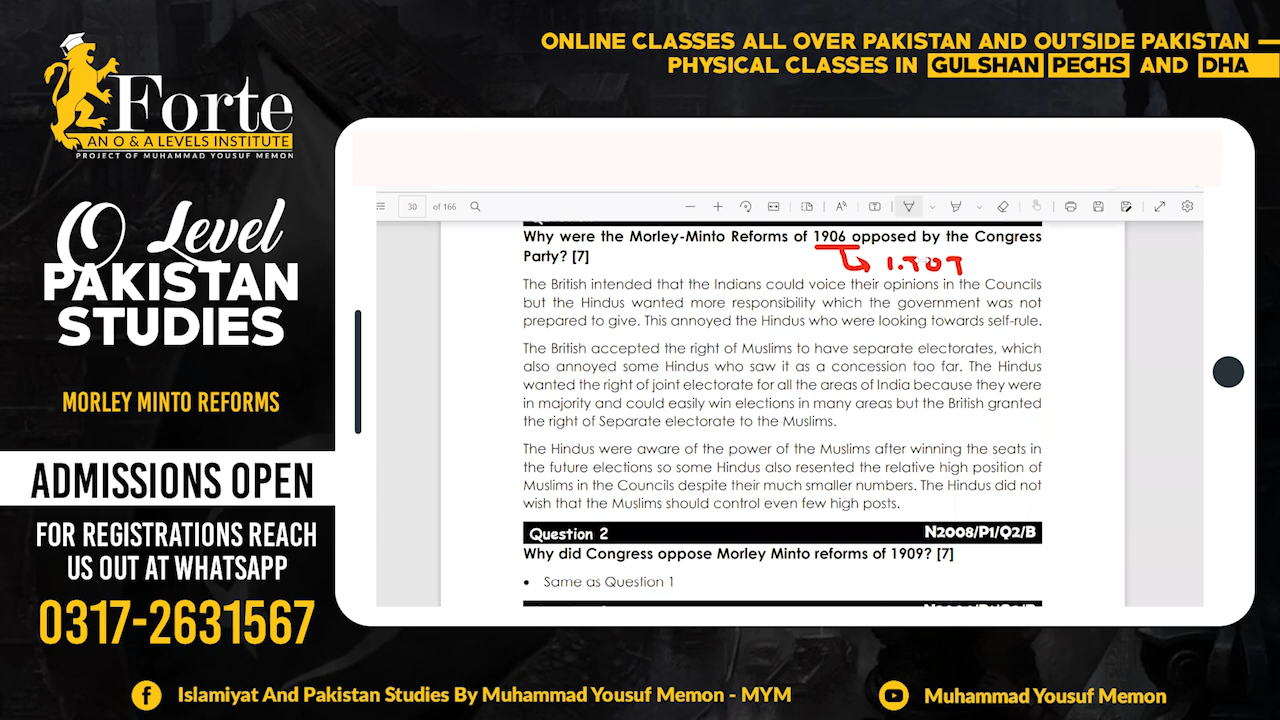 Forte
AN O & A LEVELS INSTITUTE
PROJECT OF MUHAMMAD YOUSUF MEMON
ONLINE CLASSES ALL OVER PAKISTAN AND OUTSIDE PAKISTAN
PHYSICAL CLASSES IN GULSHAN PECHS AND DHA
O Level
PAKISTAN
STUDIES
MORLEY MINTO REFORMS
ADMISSIONS OPEN
FOR REGISTRATIONS REACH
US OUT AT WHATSAPP
0317-2631567
30 of 166
Why were the Morley-Minto Reforms of 1906 opposed by the Congress
Party? [7]
1909
The British intended that the Indians could voice their opinions in the Councils
but the Hindus wanted more responsibility which the government was not
prepared to give. This annoyed the Hindus who were looking towards self-rule.
The British accepted the right of Muslims to have separate electorates, which
also annoyed some Hindus who saw it as a concession too far. The Hindus
wanted the right of joint electorate for all the areas of India because they were
in majority and could easily win elections in many areas but the British granted
the right of Separate electorate to the Muslims.
The Hindus were aware of the power of the Muslims after winning the seats in
the future elections so some Hindus also resented the relative high position of
Muslims in the Councils despite their much smaller numbers. The Hindus did not
wish that the Muslims should control even few high posts.
Question 2 N2008/P1/Q2/B
Why did Congress oppose Morley Minto reforms of 1909? [7]
• Same as Question 1
Islamiyat And Pakistan Studies By Muhammad Yousuf Memon - MYM
Muhammad Yousuf Memon